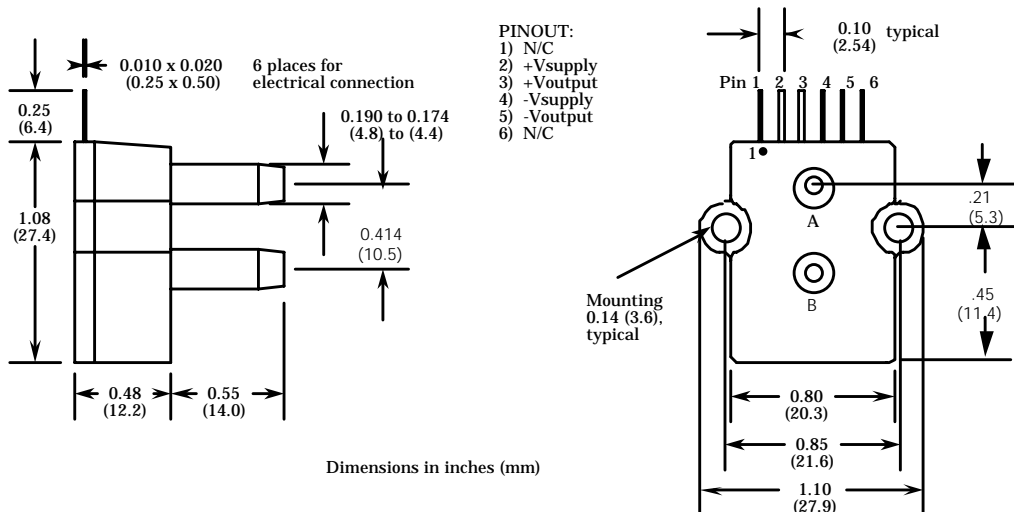 0.010 x 0.020
(0.25 x 0.50)
6 places for
electrical connection
0.25
(6.4)
0.190 to 0.174
(4.8) to (4.4)
1.08
(27.4)
0.414
(10.5)
0.48
(12.2)
0.55
(14.0)
PINOUT:
1) N/C
2) +Vsupply
3) +Voutput
4) -Vsupply
5) -Voutput
6) N/C
0.10 typical
(2.54)
Pin 1 2 3 4 5 6
1
A
B
.21
(5.3)
.45
(11.4)
Mounting
0.14 (3.6),
typical
0.80
(20.3)
0.85
(21.6)
1.10
(27.9)
Dimensions in inches (mm)